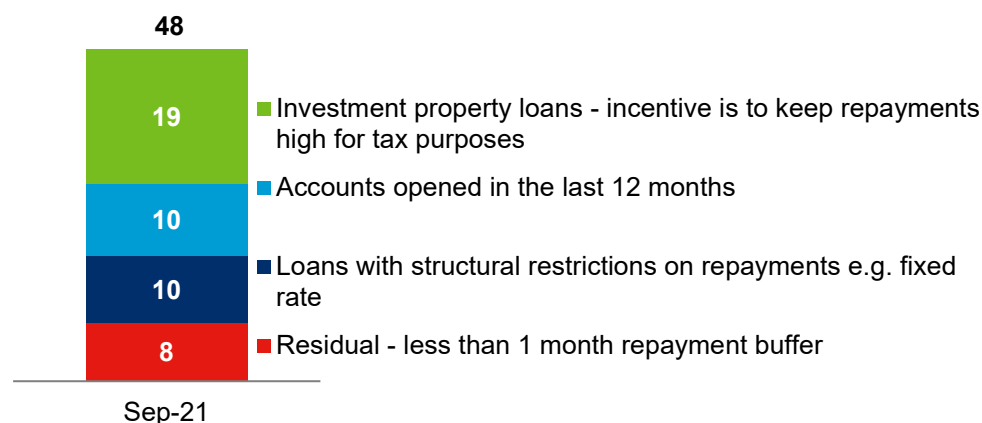 48
19
Investment property loans - incentive is to keep repayments
high for tax purposes
10
Accounts opened in the last 12 months
10
Loans with structural restrictions on repayments e.g. fixed
rate
8
Residual - less than 1 month repayment buffer
Sep-21